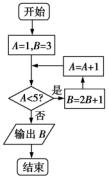 开始
A=1,B=3
A=A+1
A<5?
是
B=2B+1
否
输出 B
结束